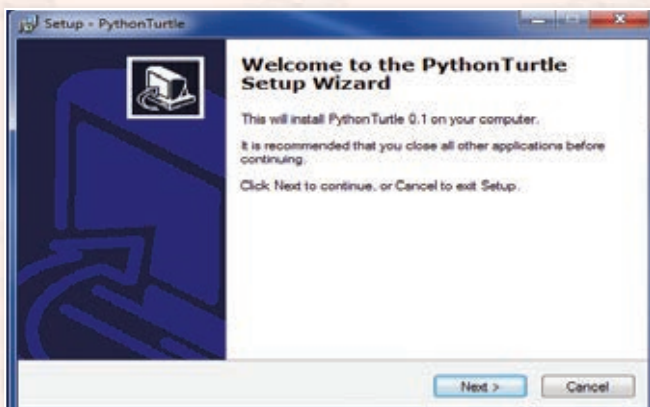 Setup - PythonTurtle
Welcome to the PythonTurtle
Setup Wizard
This will install PythonTurtle 0.1 on your computer.
It is recommended that you close all other applications before
continuing.
Click Next to continue, or Cancel to exit Setup.
Next >
Cancel